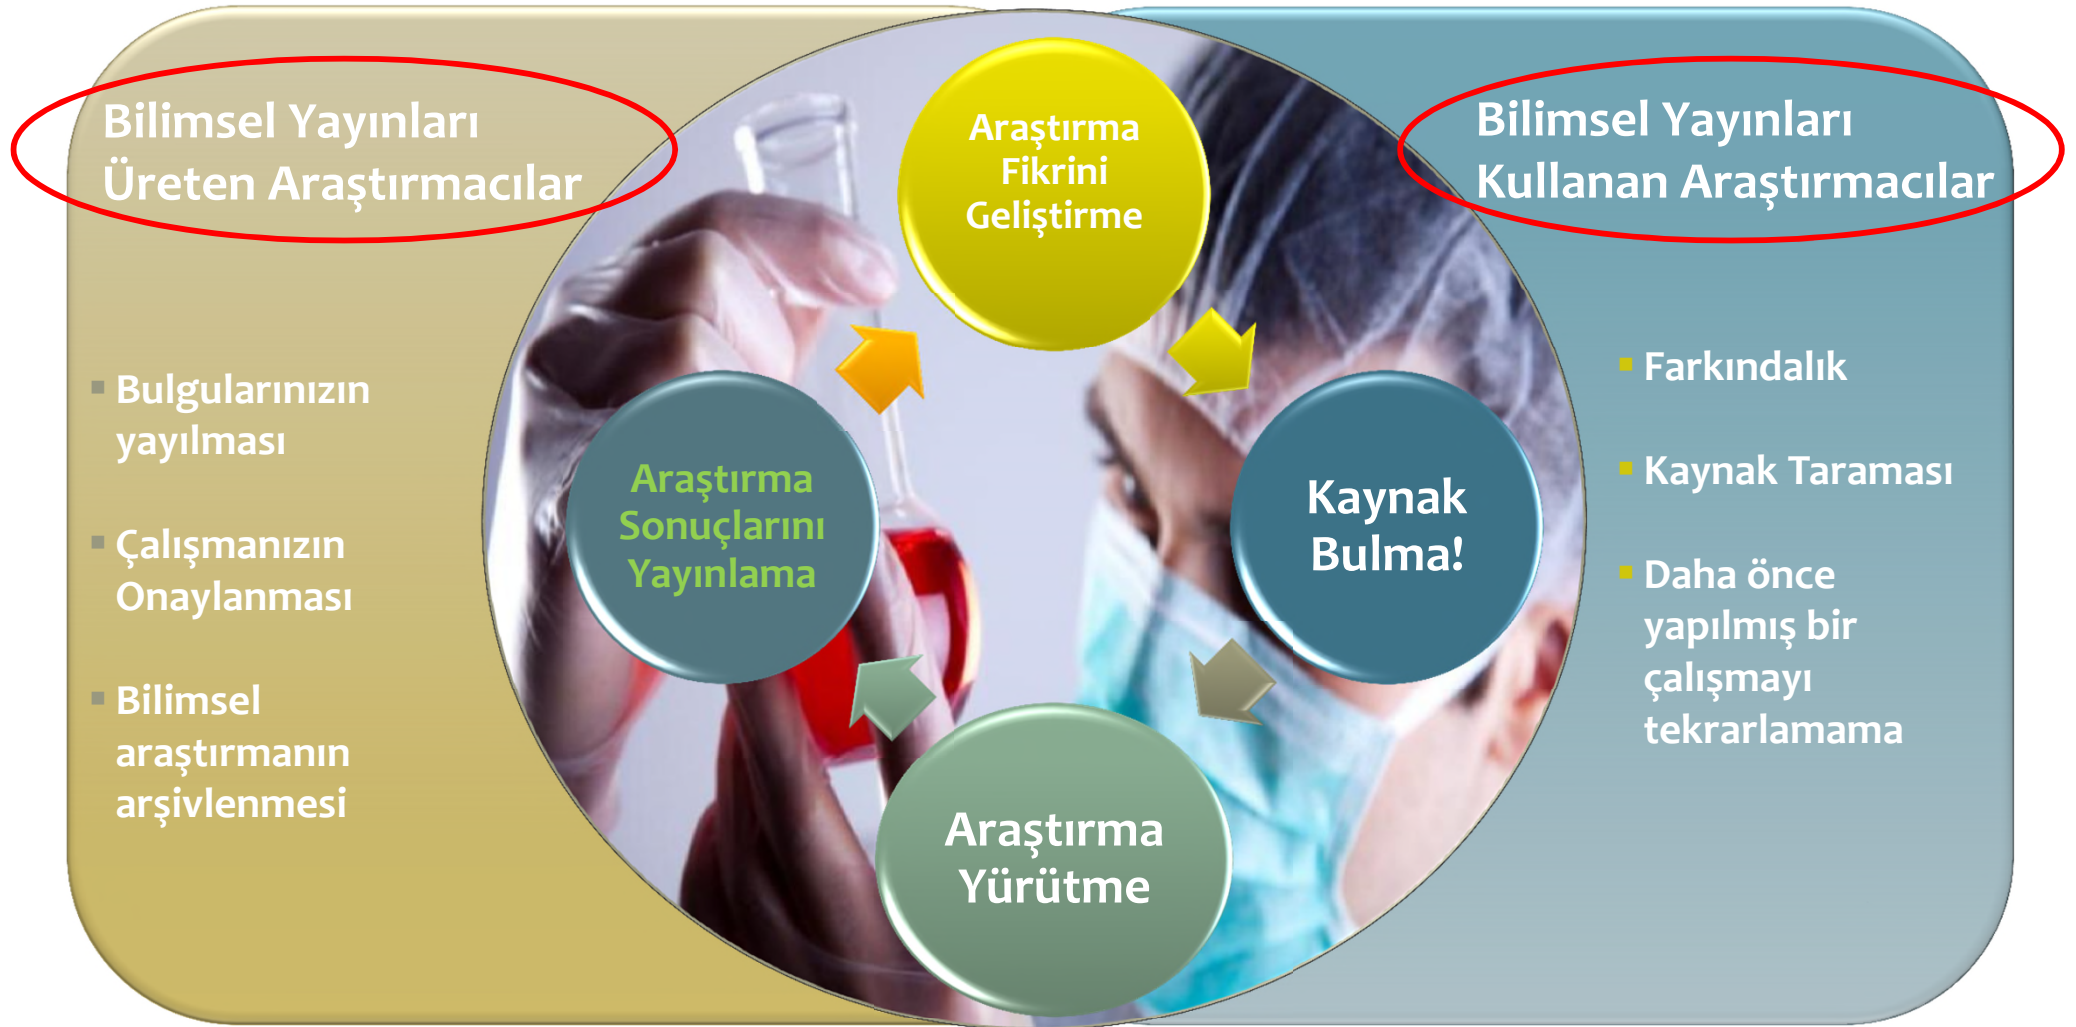 Bilimsel Yayınları
Üreten Araştırmacılar
Bulgularınızın
yayılması
Çalışmanızın
Onaylanması
Bilimsel
araştırmanın
arşivlenmesi
Araştırma
Fikrini
Geliştirme
Kaynak
Bulma!
Araştırma
Yürütme
Araştırma
Sonuçlarını
Yayınlama
Bilimsel Yayınları
Kullanan Araştırmacılar
Farkındalık
Kaynak Taraması
Daha önce
yapılmış bir
çalışmayı
tekrarlamama